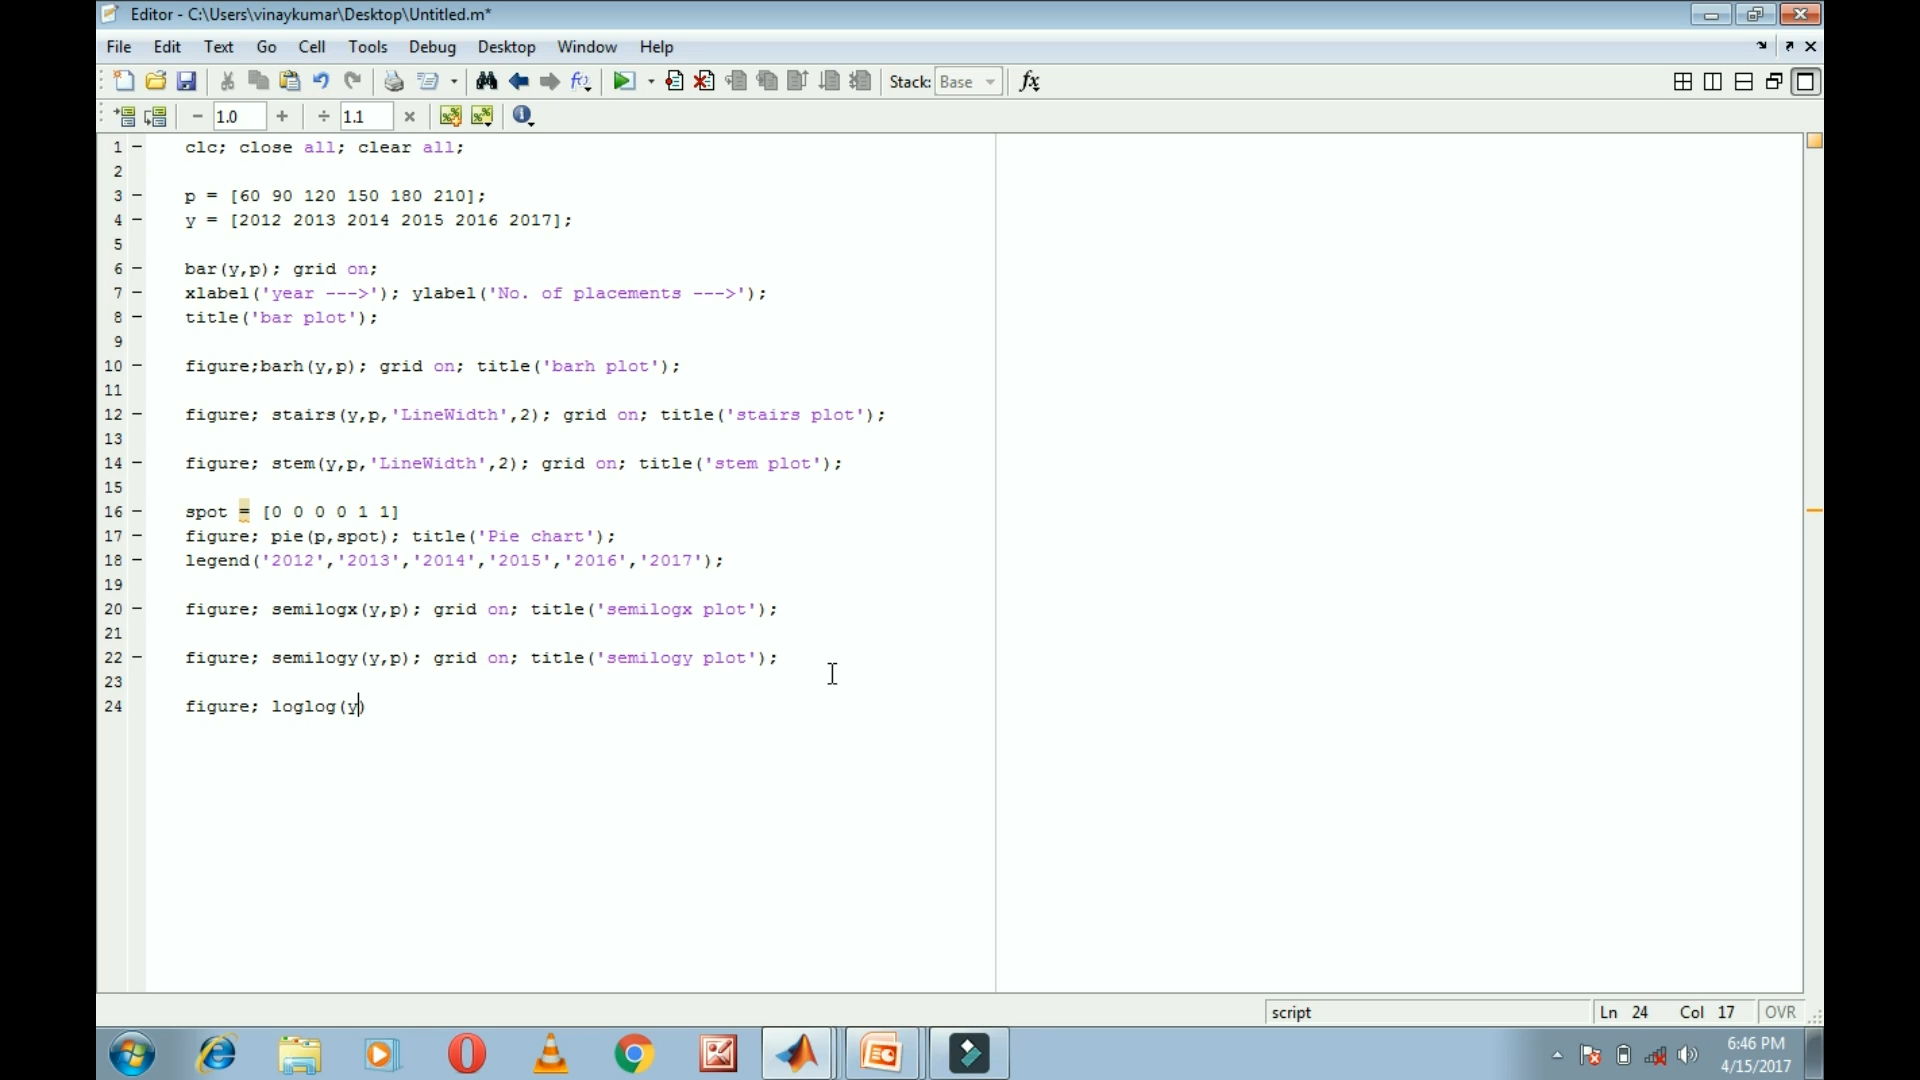 Editor - C:\Users\vinaykumar\Desktop\Untitled.m*
File Edit Text Go Cell Tools Debug Desktop Window Help
Stack: Base fx
- 1.0 + ÷ 1.1 ×
1 - clc; close all; clear all;
2
3 - p = [60 90 120 150 180 210];
4 - y = [2012 2013 2014 2015 2016 2017];
5
6 - bar(y,p); grid on;
7 - xlabel('year --->'); ylabel('No. of placements --->');
8 - title('bar plot');
9
10 - figure;barh(y,p); grid on; title('barh plot');
11
12 - figure; stairs(y,p,'LineWidth',2); grid on; title('stairs plot');
13
14 - figure; stem(y,p,'LineWidth',2); grid on; title('stem plot');
15
16 - spot = [0 0 0 0 1 1]
17 - figure; pie(p,spot); title('Pie chart');
18 - legend('2012','2013','2014','2015','2016','2017');
19
20 - figure; semilogx(y,p); grid on; title('semilogx plot');
21
22 - figure; semilogy(y,p); grid on; title('semilogy plot');
23
24 figure; loglog(y)
script Ln 24 Col 17 OVR
6:46 PM
4/15/2017